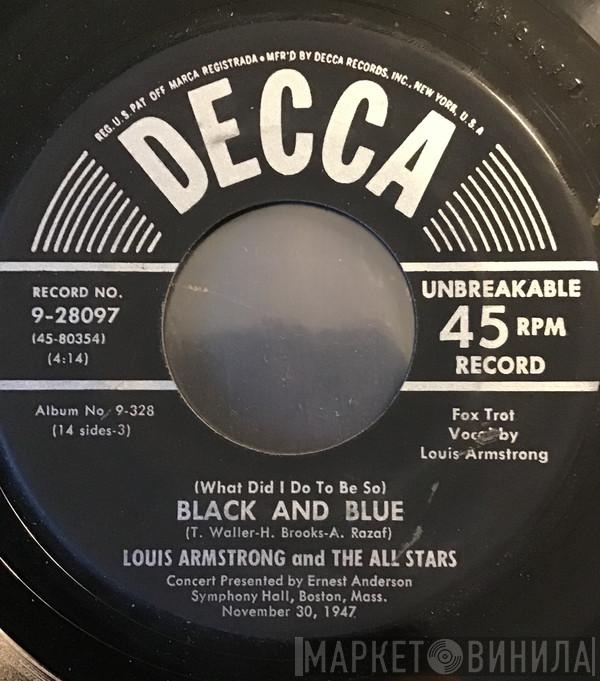 REG. U.S. PAT OFF MARCA REGISTRADA • MFR'D BY DECCA RECORDS, INC., NEW YORK, U.S.A
DECCA
RECORD NO.
9-28097
(45-80354)
(4:14)
UNBREAKABLE
45 RPM
RECORD
Album No. 9-328
(14 sides-3)
Fox Trot
Vocal by
Louis Armstrong
(What Did I Do To Be So)
BLACK AND BLUE
(T. Waller-H. Brooks-A. Razaf)
LOUIS ARMSTRONG and THE ALL STARS
Concert Presented by Ernest Anderson
Symphony Hall, Boston, Mass.
November 30, 1947
МАРКЕТ ВИНИЛА